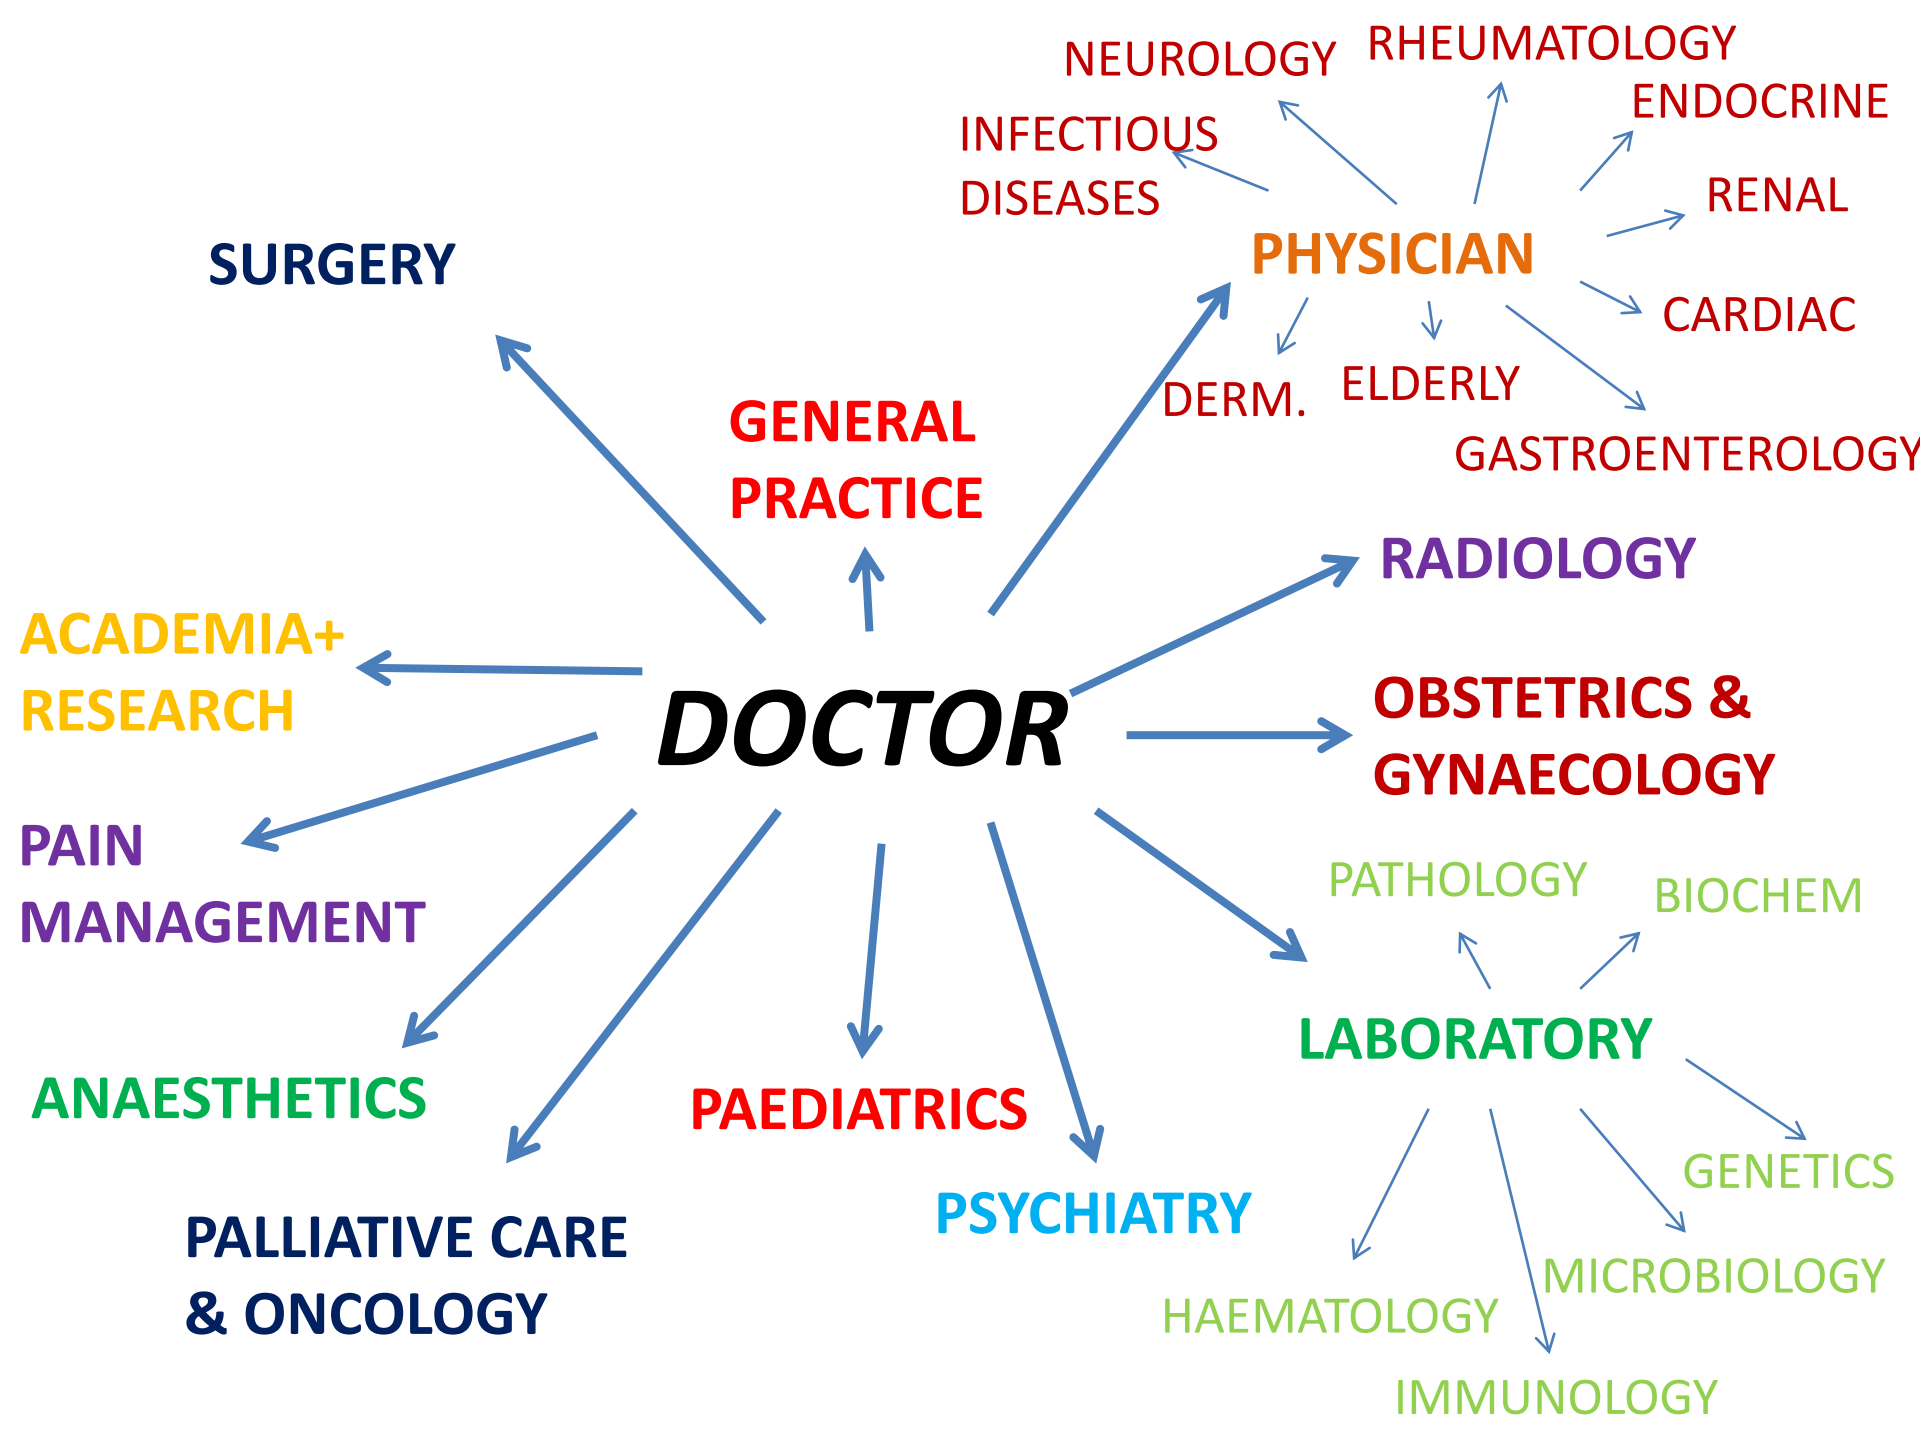 NEUROLOGY
RHEUMATOLOGY
ENDOCRINE
INFECTIOUS
DISEASES
RENAL
PHYSICIAN
CARDIAC
DERM.
ELDERLY
GASTROENTEROLOGY
SURGERY
GENERAL
PRACTICE
RADIOLOGY
ACADEMIA+
RESEARCH
DOCTOR
OBSTETRICS &
GYNAECOLOGY
PAIN
MANAGEMENT
PATHOLOGY
BIOCHEM
LABORATORY
ANAESTHETICS
PAEDIATRICS
GENETICS
PSYCHIATRY
MICROBIOLOGY
HAEMATOLOGY
IMMUNOLOGY
PALLIATIVE CARE
& ONCOLOGY